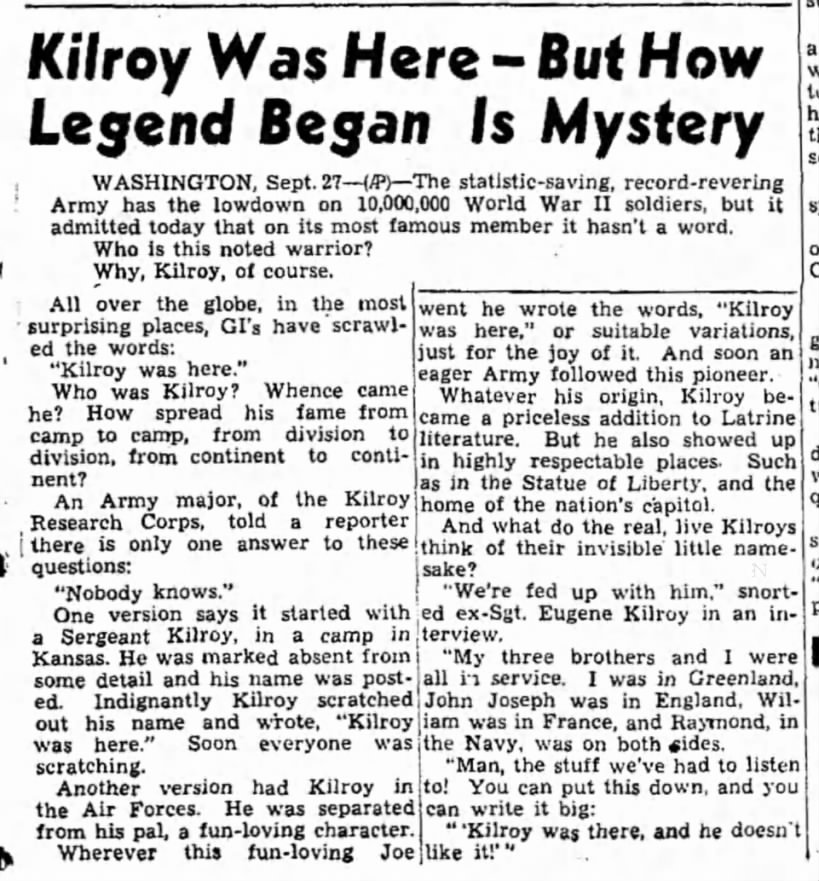 Kilroy Was Here – But How
Legend Began Is Mystery
WASHINGTON, Sept. 27—(AP)—The statistic-saving, record-revering
Army has the lowdown on 10,000,000 World War II soldiers, but it
admitted today that on its most famous member it hasn't a word.
Who is this noted warrior?
Why, Kilroy, of course.
All over the globe, in the most
surprising places, GI's have scrawl-
ed the words:
"Kilroy was here."
Who was Kilroy? Whence came
he? How spread his fame from
camp to camp, from division to
division, from continent to conti-
nent?
An Army major, of the Kilroy
Research Corps, told a reporter
there is only one answer to these
questions:
"Nobody knows."
One version says it started with
a Sergeant Kilroy, in a camp in
Kansas. He was marked absent from
some detail and his name was post-
ed. Indignantly Kilroy scratched
out his name and wrote, "Kilroy
was here." Soon everyone was
scratching.
Another version had Kilroy in
the Air Forces. He was separated
from his pal, a fun-loving character.
Wherever this fun-loving Joe
went he wrote the words, "Kilroy
was here," or suitable variations,
just for the joy of it. And soon an
eager Army followed this pioneer.
Whatever his origin, Kilroy be-
came a priceless addition to Latrine
literature. But he also showed up
in highly respectable places. Such
as in the Statue of Liberty, and the
home of the nation's capitol.
And what do the real, live Kilroys
think of their invisible little name-
sake?
"We're fed up with him," snort-
ed ex-Sgt. Eugene Kilroy in an in-
terview.
"My three brothers and I were
all in service. I was in Greenland,
John Joseph was in England, Wil-
liam was in France, and Raymond, in
the Navy, was on both sides.
"Man, the stuff we've had to listen
to! You can put this down, and you
can write it big:
"'Kilroy was there, and he doesn't
like it!'"